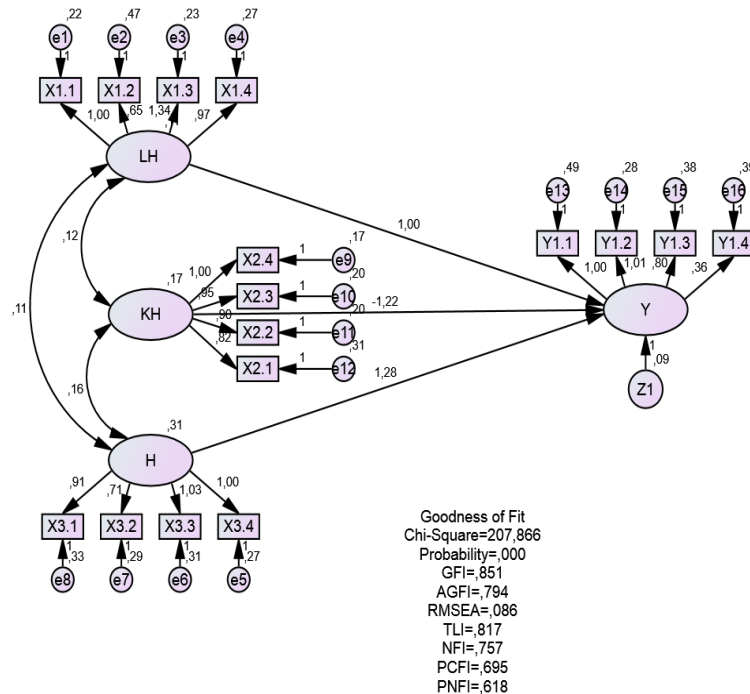 ,22 ,47 ,23 ,27
e1 e2 e3 e4
1 1 1 1
X1.1 X1.2 X1.3 X1.4
1,00 ,65 1,34 ,97
LH
,49 ,28 ,38 ,39
e13 e14 e15 e16
1 1 1 1
Y1.1 Y1.2 Y1.3 Y1.4
1,00 1,01 ,80 ,36
1,00
,12
,11
,17
KH
1,00 X2.4 1 e9 ,17
,95 X2.3 1 e10 ,20
,90 X2.2 1 e11 ,20
,82 X2.1 1 e12 ,31
-1,22
Y
1
,09
Z1
,16
1,28
,31
H
,91 ,71 1,03 1,00
X3.1 X3.2 X3.3 X3.4
1 1 1 1
,33 ,29 ,31 ,27
e8 e7 e6 e5
Goodness of Fit
Chi-Square=207,866
Probability=,000
GFI=,851
AGFI=,794
RMSEA=,086
TLI=,817
NFI=,757
PCFI=,695
PNFI=,618